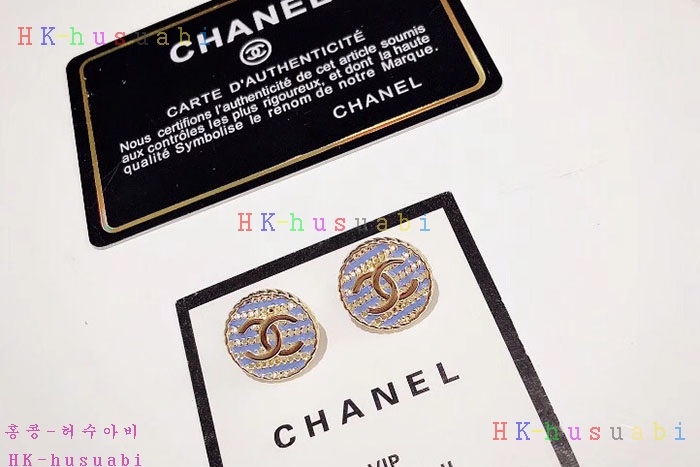 HK-husuabi
CHANEL
CARTE D'AUTHENTICITÉ
Nous certifions l'authenticité de cet article soumis
aux contrôles les plus rigoureux, et dont la haute
qualité Symbolise le rénom de notre Marque.
CHANEL
HK-husuabi
CHANEL
VIP
홍콩-허수아비
HK-husuabi
HK-husuabi